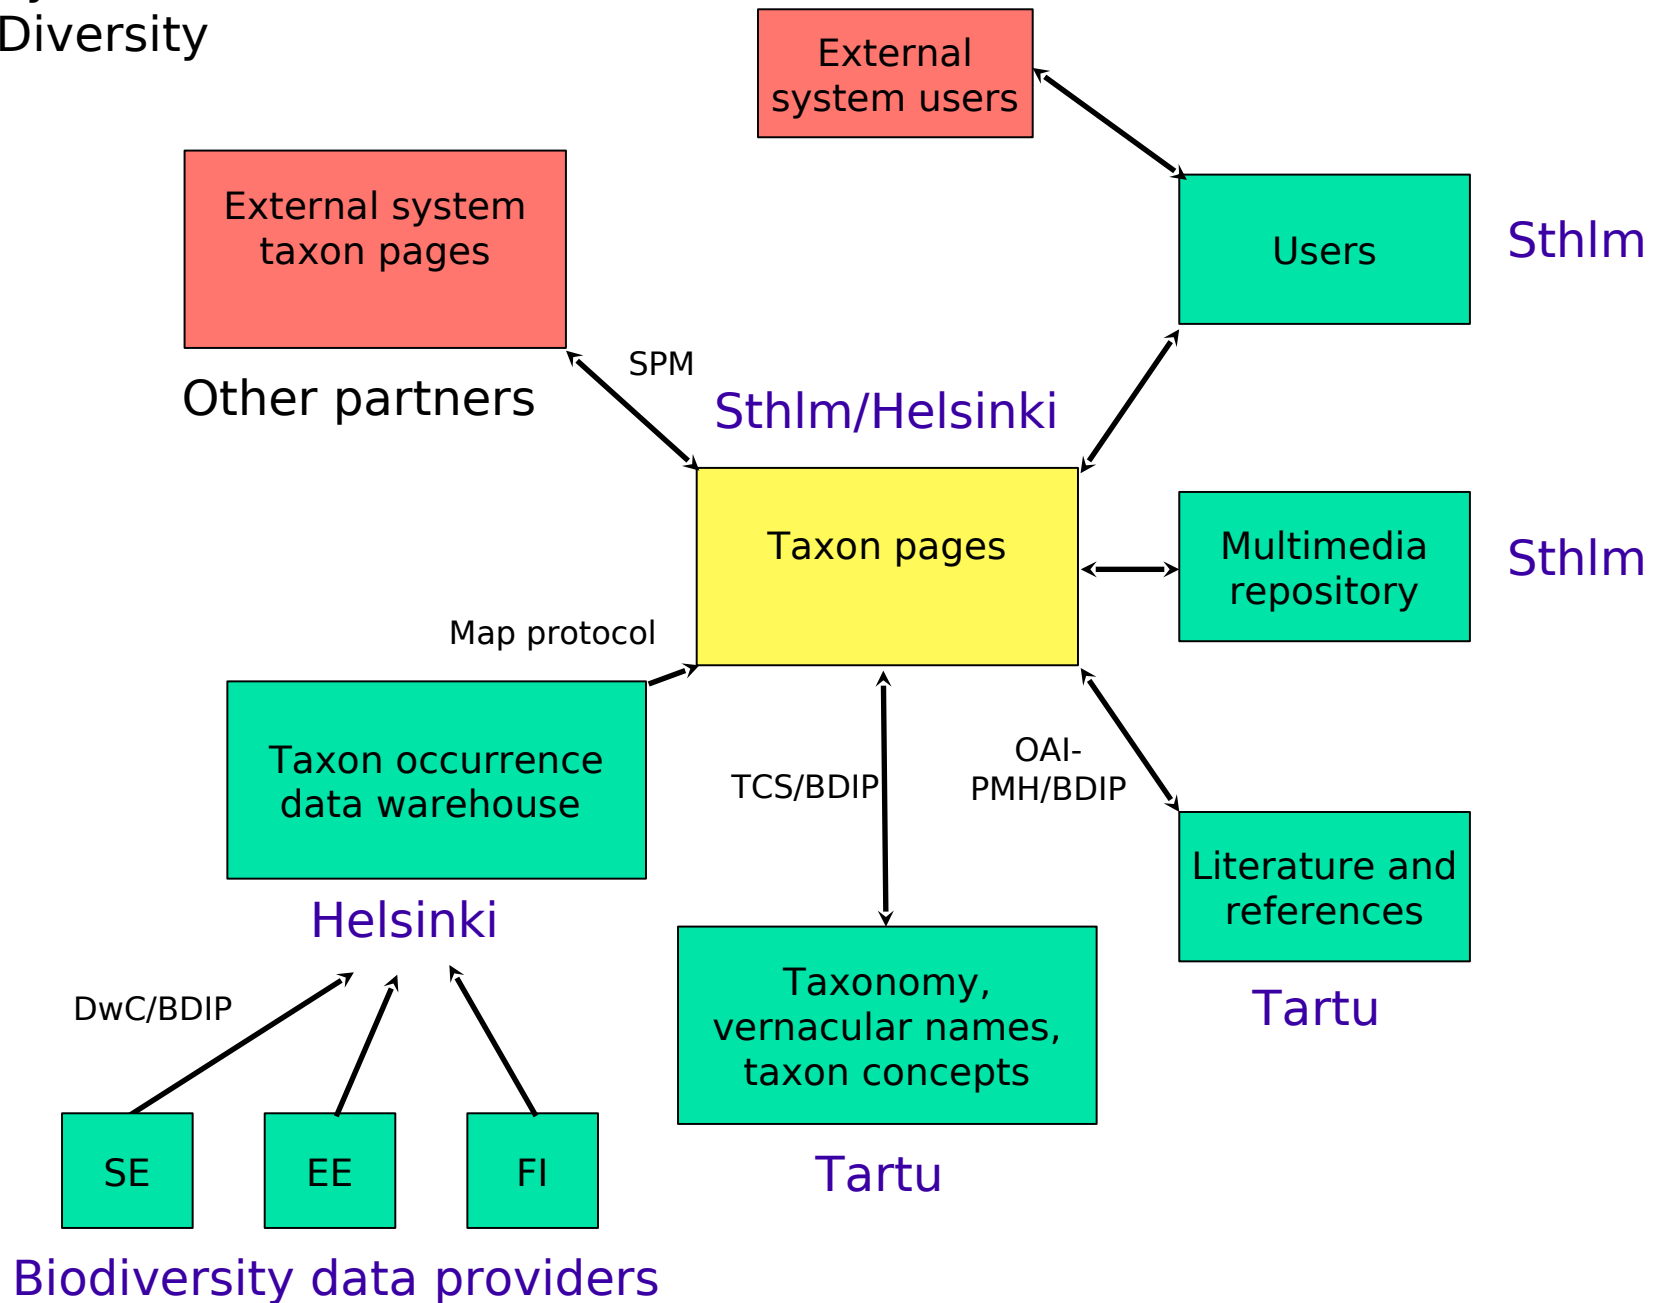 Diversity
External
system users
External system
taxon pages
Users
Sthlm
SPM
Other partners
Sthlm/Helsinki
Taxon pages
Multimedia
repository
Sthlm
Map protocol
Taxon occurrence
data warehouse
TCS/BDIP
OAI-
PMH/BDIP
Literature and
references
Helsinki
Taxonomy,
vernacular names,
taxon concepts
Tartu
DwC/BDIP
SE
EE
FI
Tartu
Biodiversity data providers